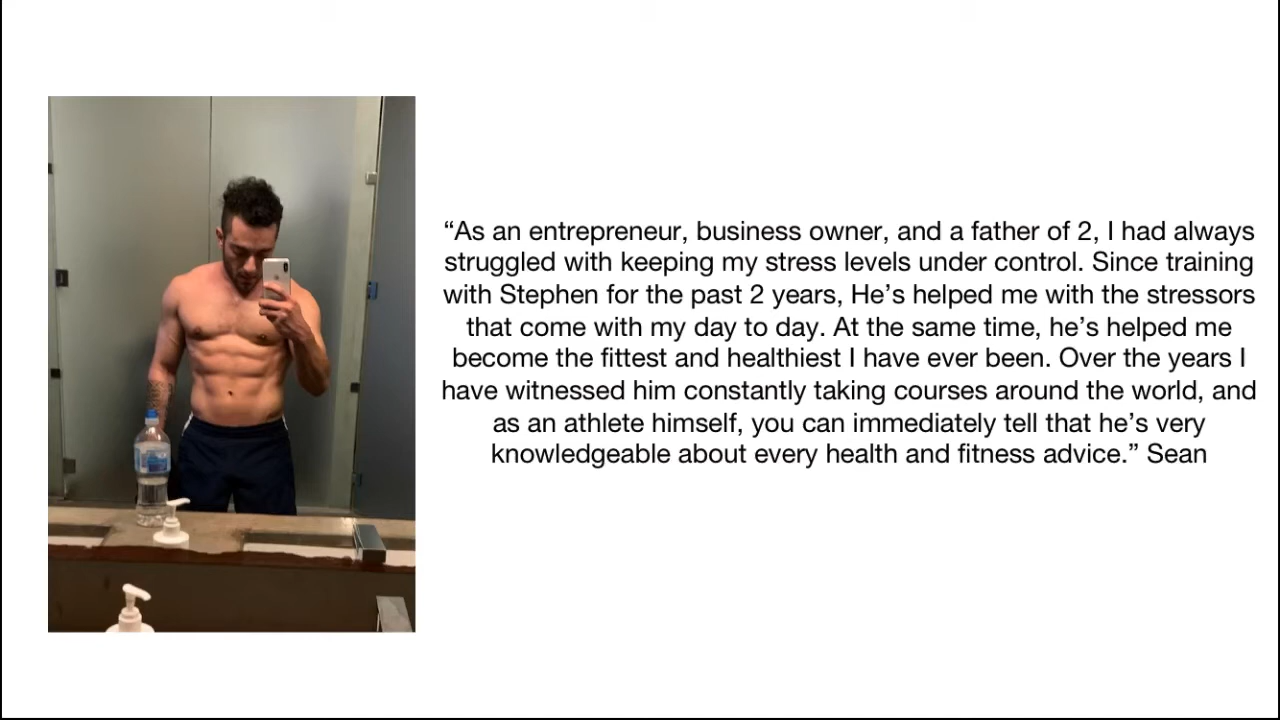 “As an entrepreneur, business owner, and a father of 2, I had always
struggled with keeping my stress levels under control. Since training
with Stephen for the past 2 years, He’s helped me with the stressors
that come with my day to day. At the same time, he’s helped me
become the fittest and healthiest I have ever been. Over the years I
have witnessed him constantly taking courses around the world, and
as an athlete himself, you can immediately tell that he’s very
knowledgeable about every health and fitness advice.” Sean